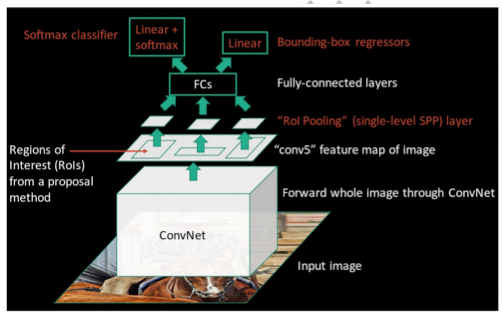 Softmax classifier
Linear +
softmax
Linear
Bounding-box regressors
FCs
Fully-connected layers
"RoI Pooling" (single-level SPP) layer
Regions of
Interest (RoIs)
from a proposal
method
"conv5" feature map of image
Forward whole image through ConvNet
ConvNet
Input image